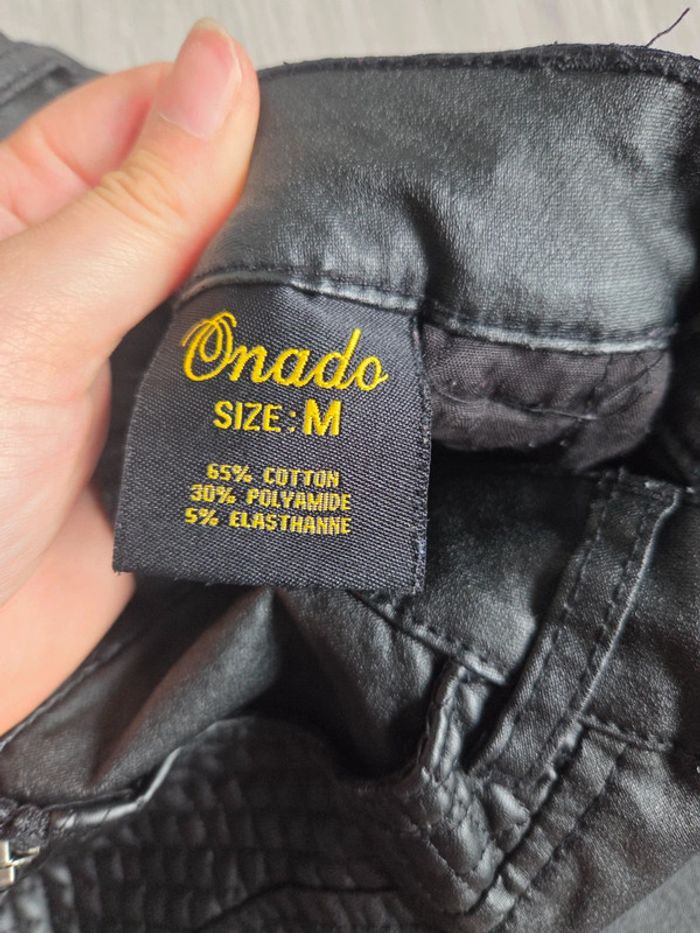 Onado
SIZE: M
65% COTTON
30% POLYAMIDE
5% ELASTHANNE